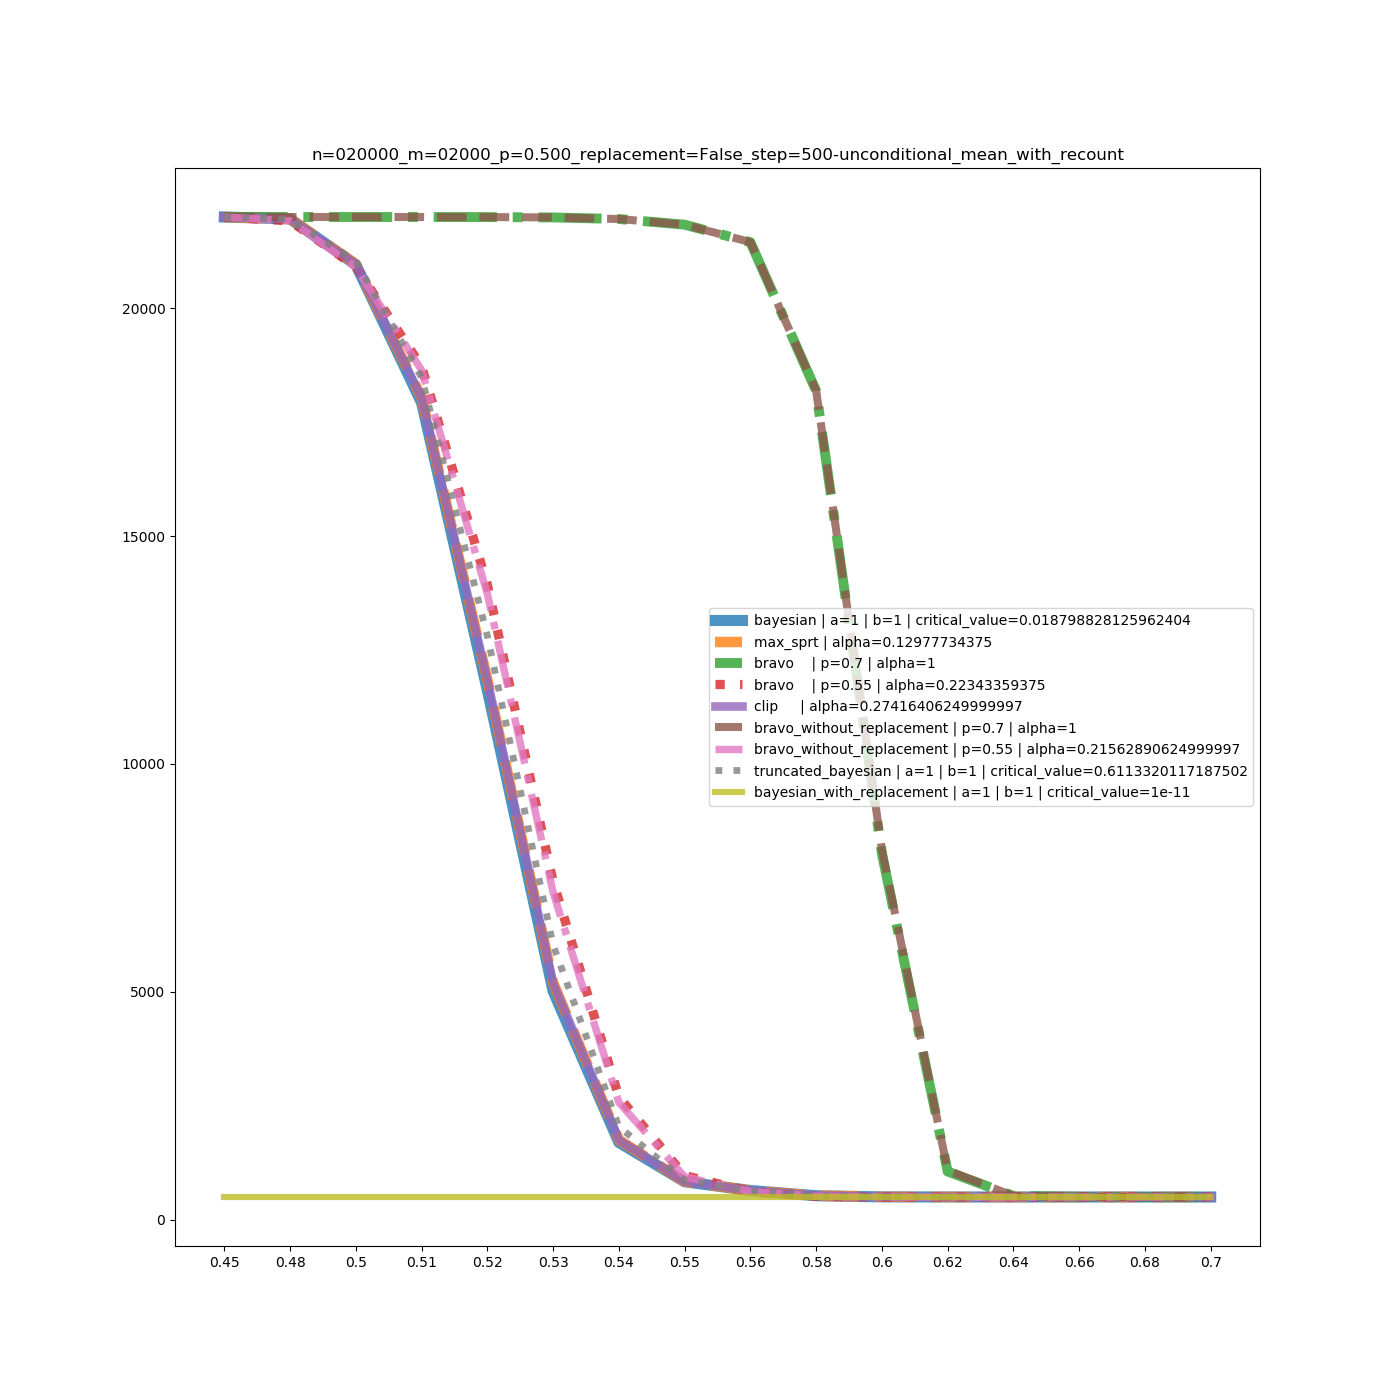 n=020000_m=02000_p=0.500_replacement=False_step=500-unconditional_mean_with_recount
20000
15000
10000
5000
0
bayesian | a=1 | b=1 | critical_value=0.018798828125962404
max_sprt | alpha=0.12977734375
bravo | p=0.7 | alpha=1
bravo | p=0.55 | alpha=0.22343359375
clip | alpha=0.27416406249999997
bravo_without_replacement | p=0.7 | alpha=1
bravo_without_replacement | p=0.55 | alpha=0.21562890624999997
truncated_bayesian | a=1 | b=1 | critical_value=0.6113320117187502
bayesian_with_replacement | a=1 | b=1 | critical_value=1e-11
0.45 0.48 0.5 0.51 0.52 0.53 0.54 0.55 0.56 0.58 0.6 0.62 0.64 0.66 0.68 0.7